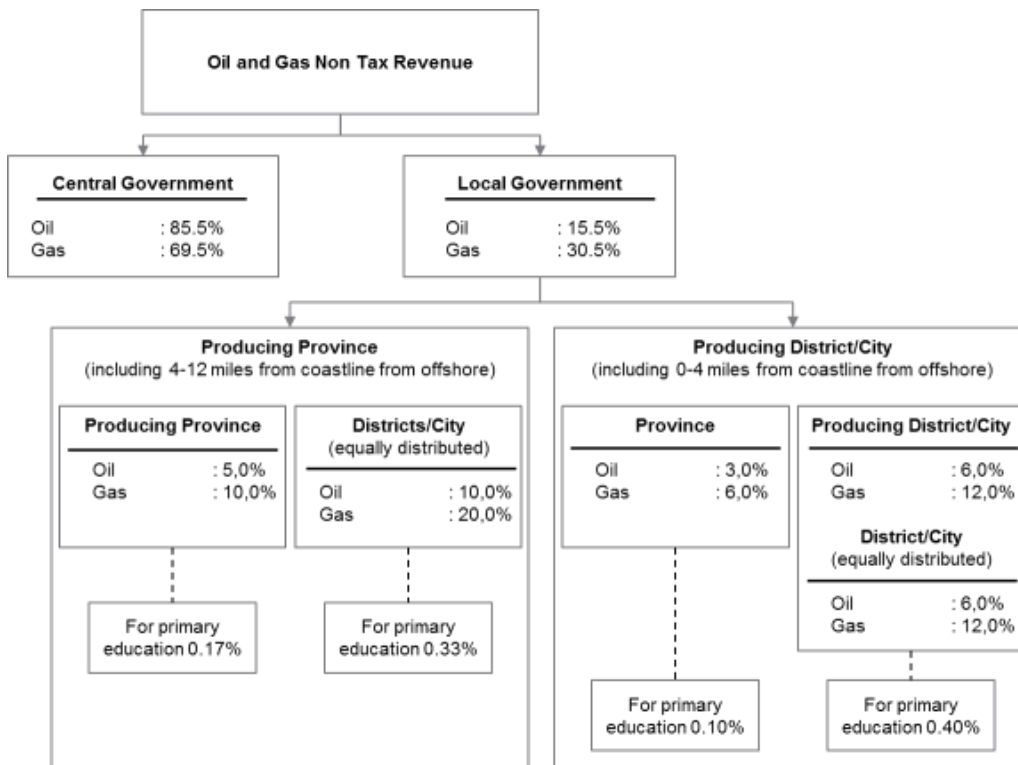 Oil and Gas Non Tax Revenue
Central Government
Oil : 85.5%
Gas : 69.5%
Local Government
Oil : 15.5%
Gas : 30.5%
Producing Province
(including 4-12 miles from coastline from offshore)
Producing Province
Oil : 5,0%
Gas : 10,0%
Districts/City
(equally distributed)
Oil : 10,0%
Gas : 20,0%
For primary
education 0.17%
For primary
education 0.33%
Producing District/City
(including 0-4 miles from coastline from offshore)
Province
Oil : 3,0%
Gas : 6,0%
Producing District/City
Oil : 6,0%
Gas : 12,0%
District/City
(equally distributed)
Oil : 6,0%
Gas : 12,0%
For primary
education 0.10%
For primary
education 0.40%